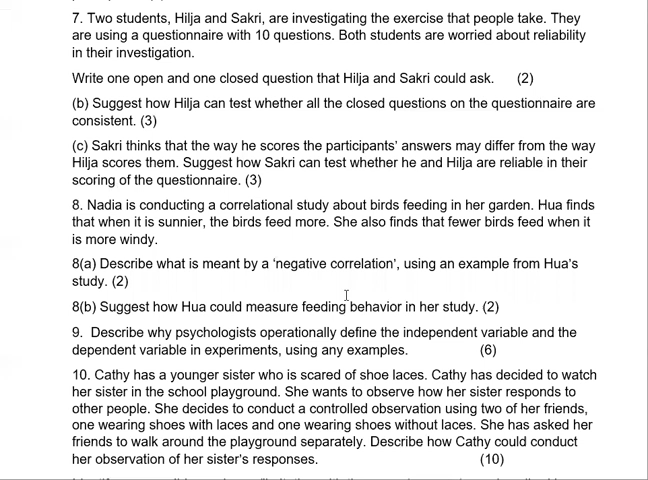 7. Two students, Hilja and Sakri, are investigating the exercise that people take. They
are using a questionnaire with 10 questions. Both students are worried about reliability
in their investigation.
Write one open and one closed question that Hilja and Sakri could ask. (2)
(b) Suggest how Hilja can test whether all the closed questions on the questionnaire are
consistent. (3)
(c) Sakri thinks that the way he scores the participants' answers may differ from the way
Hilja scores them. Suggest how Sakri can test whether he and Hilja are reliable in their
scoring of the questionnaire. (3)
8. Nadia is conducting a correlational study about birds feeding in her garden. Hua finds
that when it is sunnier, the birds feed more. She also finds that fewer birds feed when it
is more windy.
8(a) Describe what is meant by a ‘negative correlation’, using an example from Hua's
study. (2)
8(b) Suggest how Hua could measure feeding behavior in her study. (2)
9. Describe why psychologists operationally define the independent variable and the
dependent variable in experiments, using any examples. (6)
10. Cathy has a younger sister who is scared of shoe laces. Cathy has decided to watch
her sister in the school playground. She wants to observe how her sister responds to
other people. She decides to conduct a controlled observation using two of her friends,
one wearing shoes with laces and one wearing shoes without laces. She has asked her
friends to walk around the playground separately. Describe how Cathy could conduct
her observation of her sister's responses. (10)